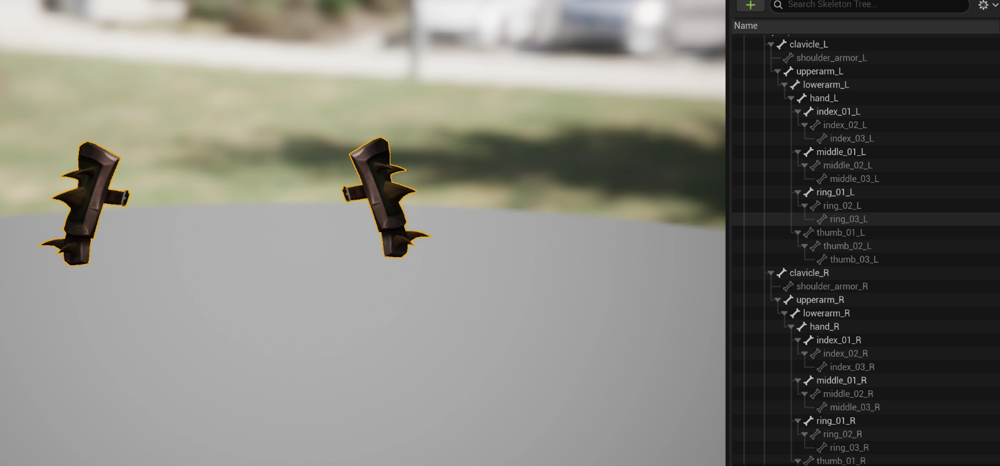 Search Skeleton Tree...
Name
clavicle_L
shoulder_armor_L
upperarm_L
lowerarm_L
hand_L
index_01_L
index_02_L
index_03_L
middle_01_L
middle_02_L
middle_03_L
ring_01_L
ring_02_L
ring_03_L
thumb_01_L
thumb_02_L
thumb_03_L
clavicle_R
shoulder_armor_R
upperarm_R
lowerarm_R
hand_R
index_01_R
index_02_R
index_03_R
middle_01_R
middle_02_R
middle_03_R
ring_01_R
ring_02_R
ring_03_R
thumb_01_R